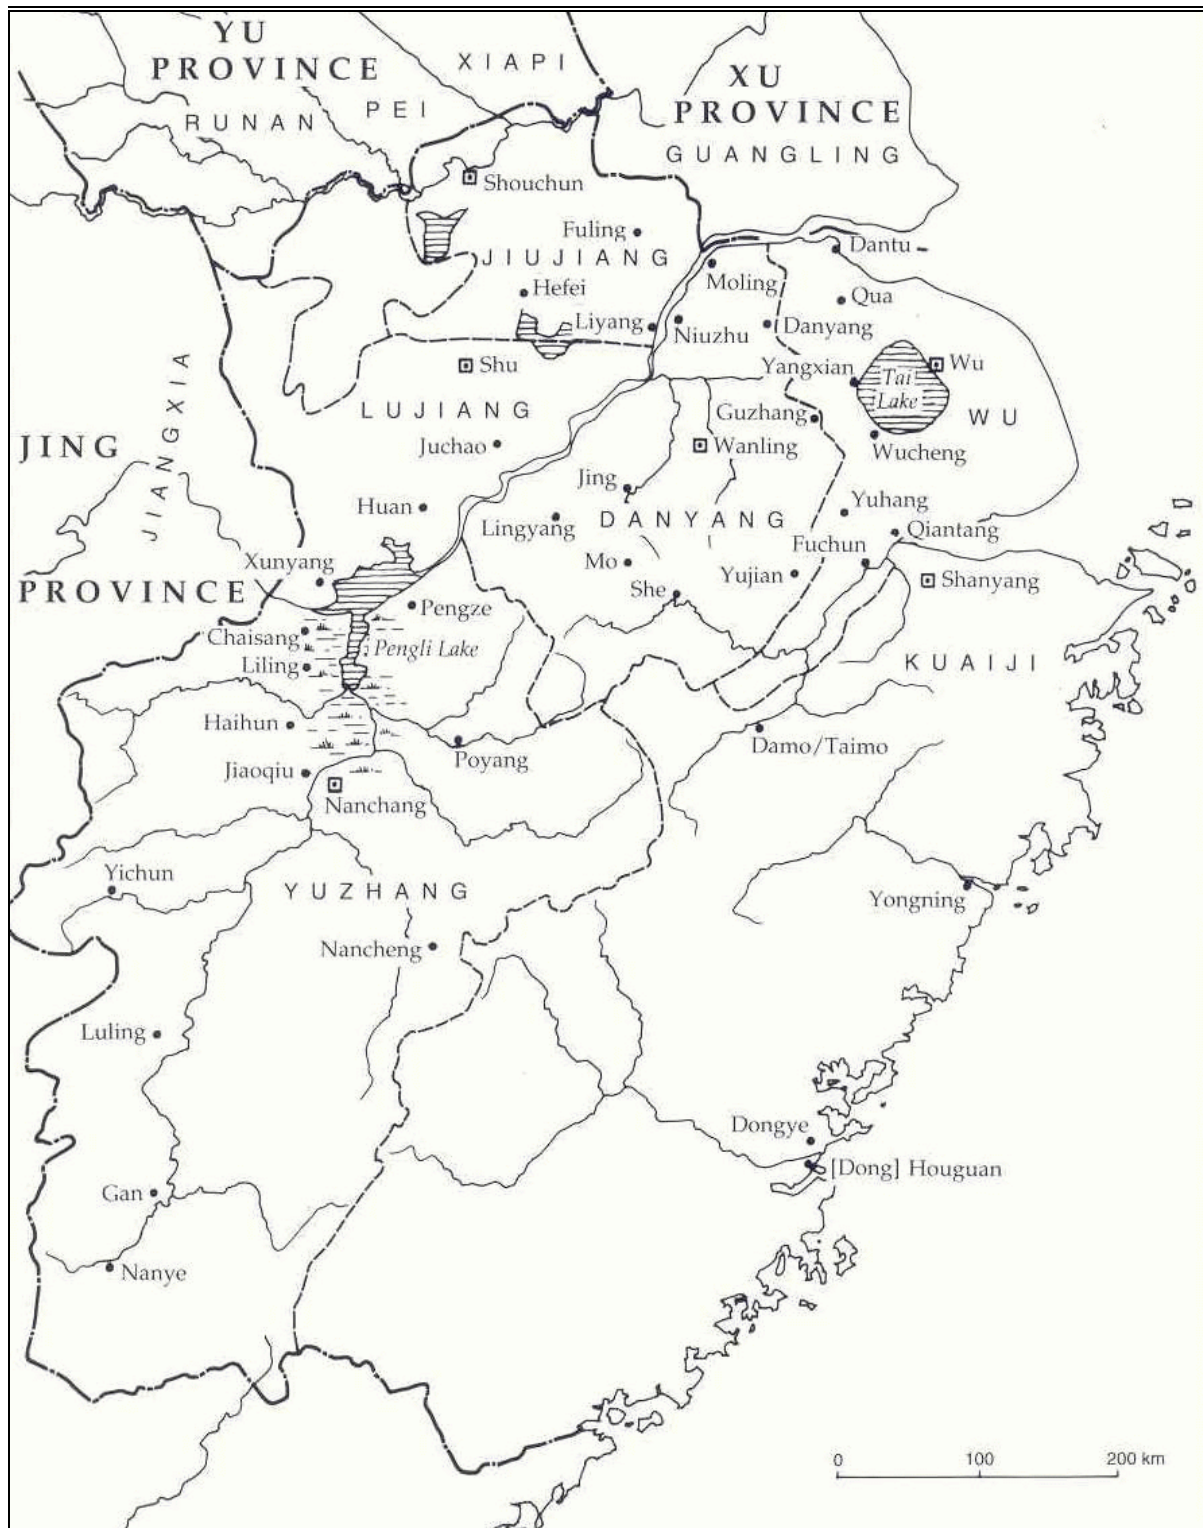 YU
PROVINCE
XIAPI
XU
PROVINCE
PEI
RUNAN
GUANGLING
Shouchun
Fuling
Dantu
JIUJIANG
Moling
Hefei
Qua
Liyang
Niuzhu
Danyang
Shu
Yangxian
Tai
Lake
Wu
JIANGXIA
LUJIANG
Guzhang
WU
JING
Juchao
Wanling
Wucheng
Jing
Huan
Lingyang
DANYANG
Yuhang
Qiantang
Fuchun
Xunyang
Mo
Yujian
Shanyang
PROVINCE
She
Pengze
Chaisang
Pengli Lake
Liling
KUAIJI
Haihun
Damo/Taimo
Poyang
Jiaoqiu
Nanchang
Yichun
YUZHANG
Yongning
Nancheng
Luling
Dongye
[Dong] Houguan
Gan
Nanye
0 100 200 km